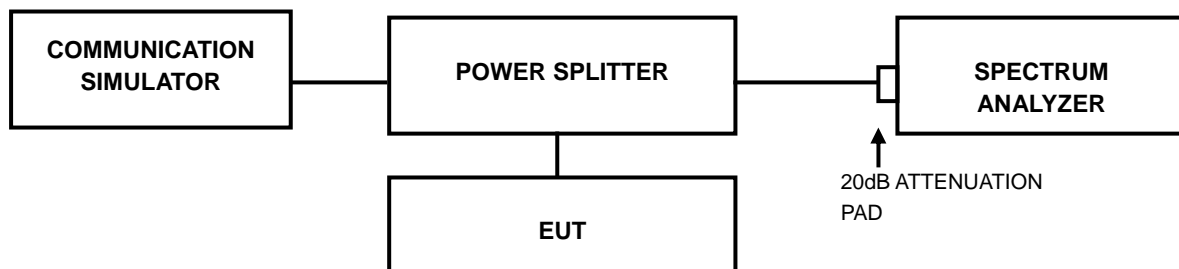 COMMUNICATION
SIMULATOR
POWER SPLITTER
SPECTRUM
ANALYZER
20dB ATTENUATION
PAD
EUT